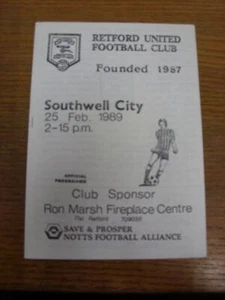 RETFORD UNITED
FOOTBALL CLUB
Founded 1987
Southwell City
25 Feb. 1989
2-15 p.m.
OFFICIAL
PROGRAMME
Club Sponsor
Ron Marsh Fireplace Centre
SAVE & PROSPER
NOTTS FOOTBALL ALLIANCE